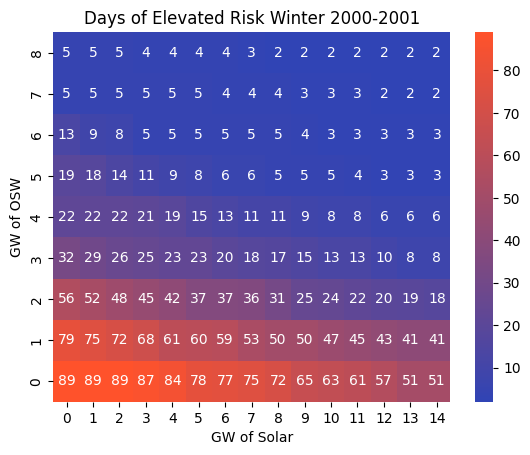 Days of Elevated Risk Winter 2000-2001
8 5 5 5 4 4 4 4 3 2 2 2 2 2 2 2
7 5 5 5 5 5 5 4 4 4 3 3 3 2 2 2
6 13 9 8 5 5 5 5 5 5 4 3 3 3 3 3
5 19 18 14 11 9 8 6 6 5 5 5 4 3 3 3
4 22 22 22 21 19 15 13 11 11 9 8 8 6 6 6
3 32 29 26 25 23 23 20 18 17 15 13 13 10 8 8
2 56 52 48 45 42 37 37 36 31 25 24 22 20 19 18
1 79 75 72 68 61 60 59 53 50 50 47 45 43 41 41
0 89 89 89 87 84 78 77 75 72 65 63 61 57 51 51
0 1 2 3 4 5 6 7 8 9 10 11 12 13 14
GW of Solar
GW of OSW
80
70
60
50
40
30
20
10